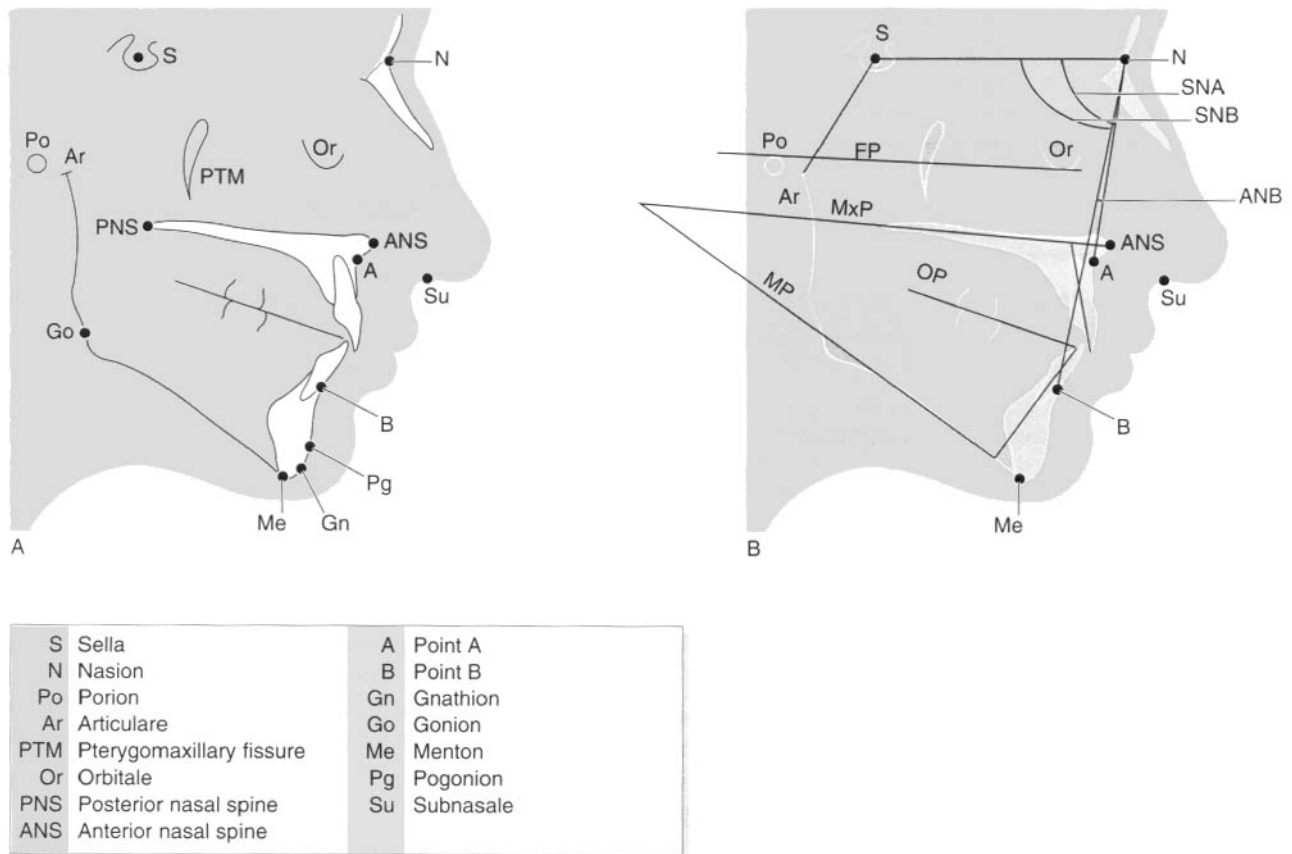 S
N
Po
Ar
Or
PTM
PNS
ANS
A
Su
Go
B
Pg
Me
Gn
A
S
N
SNA
SNB
Po
FP
Or
Ar
MxP
ANB
ANS
A
OP
MP
Su
B
Me
B
S Sella
N Nasion
Po Porion
Ar Articulare
PTM Pterygomaxillary fissure
Or Orbitale
PNS Posterior nasal spine
ANS Anterior nasal spine
A Point A
B Point B
Gn Gnathion
Go Gonion
Me Menton
Pg Pogonion
Su Subnasale